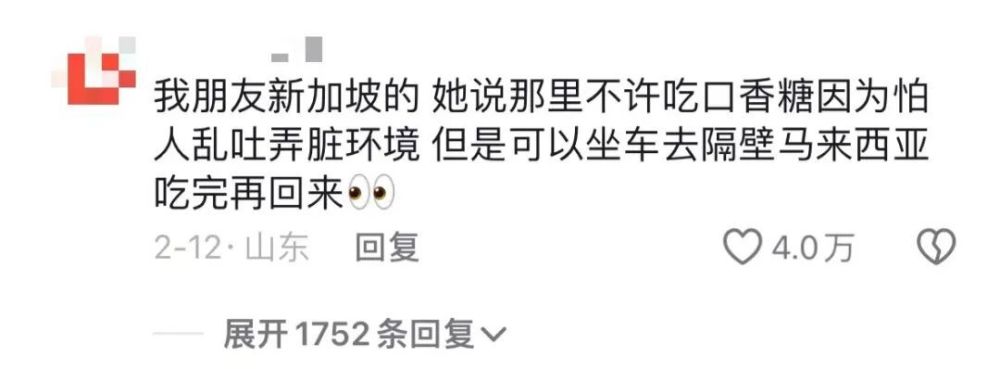 我朋友新加坡的 她说那里不许吃口香糖因为怕
人乱吐弄脏环境 但是可以坐车去隔壁马来西亚
吃完再回来👀
2-12·山东 回复 4.0万
展开1752条回复